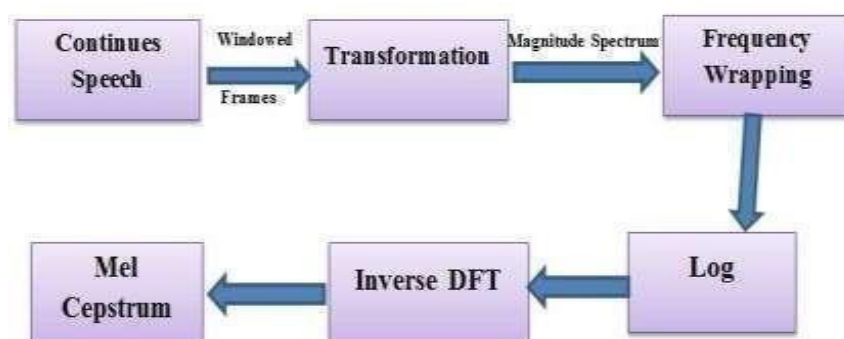 Continues
Speech
Windowed
Frames
Transformation
Magnitude Spectrum
Frequency
Wrapping
Log
Inverse DFT
Mel
Cepstrum